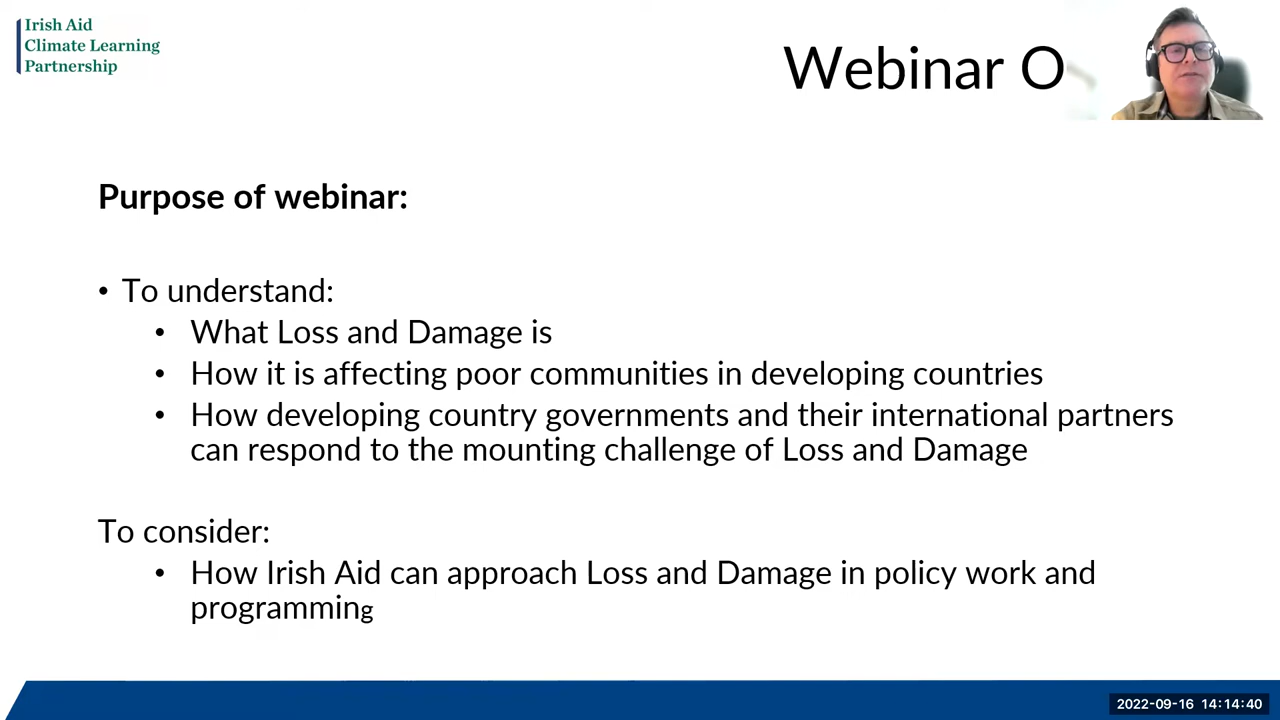 Irish Aid
Climate Learning
Partnership
Webinar O
Purpose of webinar:
• To understand:
• What Loss and Damage is
• How it is affecting poor communities in developing countries
• How developing country governments and their international partners
can respond to the mounting challenge of Loss and Damage
To consider:
• How Irish Aid can approach Loss and Damage in policy work and
programming
2022-09-16 14:14:40